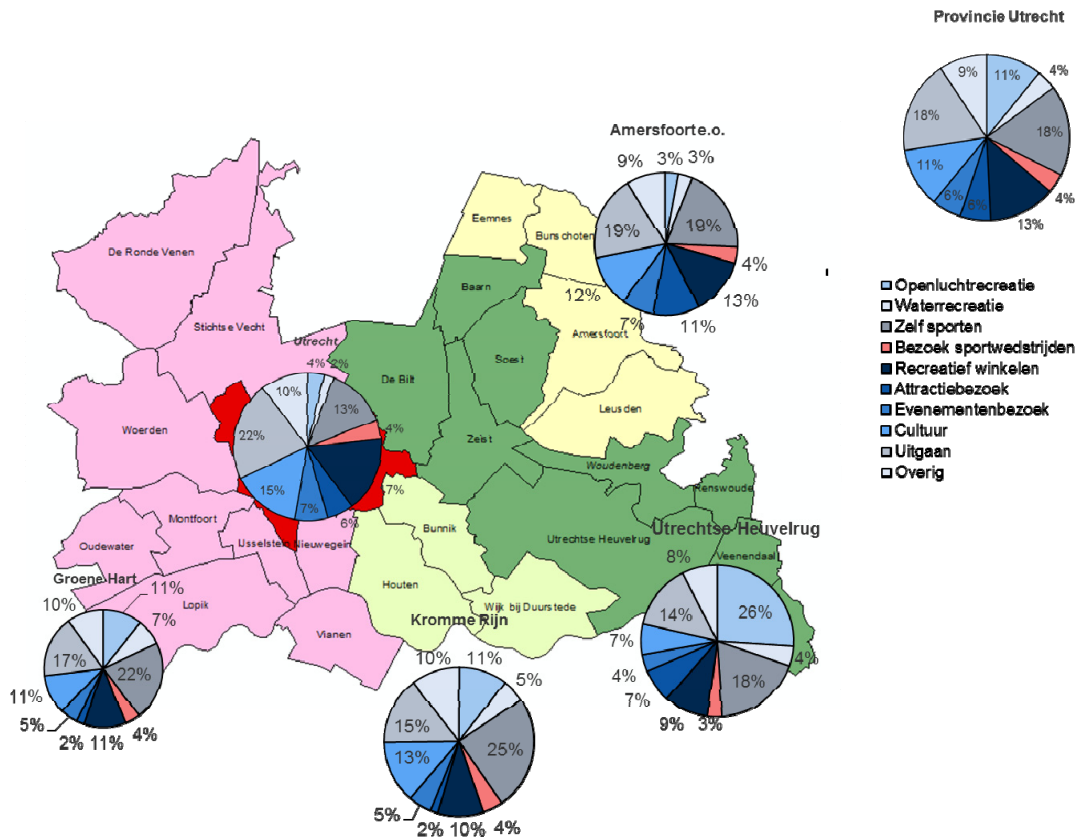 Provincie Utrecht
9%
11%
4%
18%
18%
11%
4%
6%
6%
13%
Amersfoorte.o.
9%
3%
3%
19%
19%
4%
12%
13%
7%
11%
Eemnes
Bunschoten
De Ronde Venen
Baarn
Stichtse Vecht
Amersfoort
Utrecht
Soest
De Bilt
Leusden
Woerden
Zeist
Woudenberg
Renswoude
4%
2%
10%
13%
22%
4%
15%
7%
7%
6%
Montfoort
Bunnik
Oudewater
IJsselstein
Nieuwegein
Utrechtse Heuvelrug
Veenendaal
Houten
Lopik
Wijk bij Duurstede
Vianen
Openluchtrecreatie
Waterrecreatie
Zelf sporten
Bezoek sportwedstrijden
Recreatief winkelen
Attractiebezoek
Evenementenbezoek
Cultuur
Uitgaan
Overig
Utrechtse Heuvelrug
8%
26%
14%
7%
4%
4%
18%
7%
9%
3%
Groene Hart
11%
10%
7%
17%
22%
11%
5%
4%
2%
11%
Kromme Rijn
10%
11%
5%
15%
25%
13%
5%
2%
10%
4%